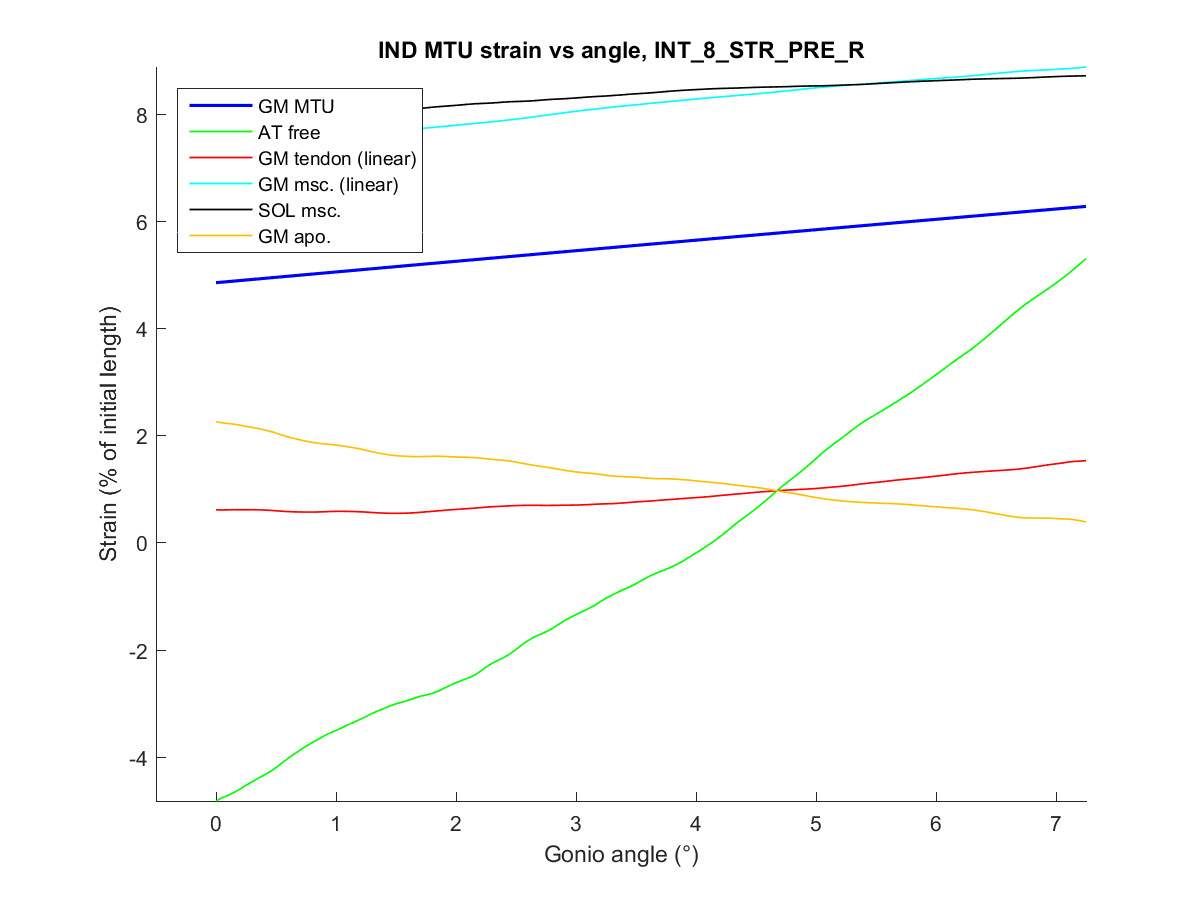 IND MTU strain vs angle, INT_8_STR_PRE_R
GM MTU
AT free
GM tendon (linear)
GM msc. (linear)
SOL msc.
GM apo.
Strain (% of initial length)
8
6
4
2
0
-2
-4
0 1 2 3 4 5 6 7
Gonio angle (°)